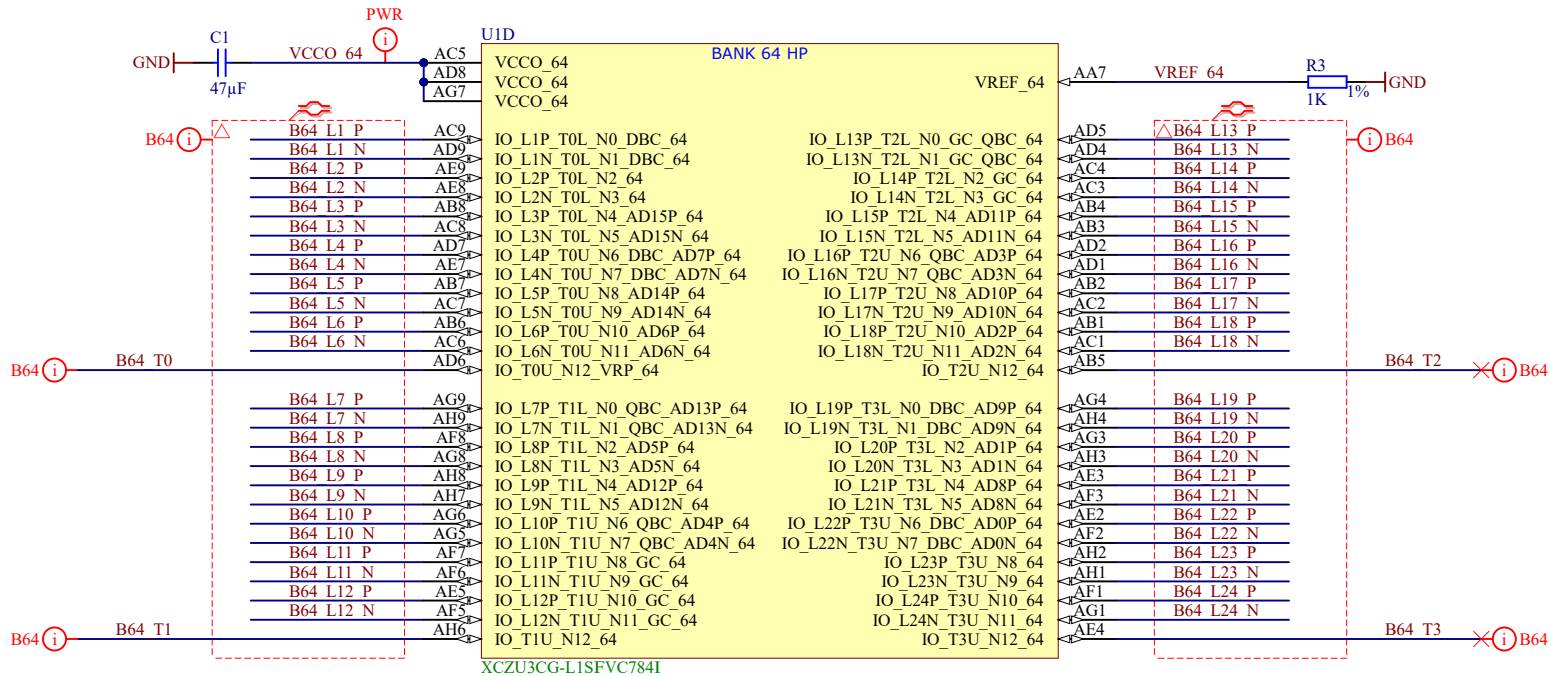 PWR
C1
GND
VCCO_64
47µF
U1D
BANK 64 HP
AC5 VCCO_64
AD8 VCCO_64
AG7 VCCO_64
VREF_64 AA7 VREF_64
R3
1K
1%
GND
B64
B64_L1_P AC9 IO_L1P_T0L_N0_DBC_64
B64_L1_N AD9 IO_L1N_T0L_N1_DBC_64
B64_L2_P AE9 IO_L2P_T0L_N2_64
B64_L2_N AE8 IO_L2N_T0L_N3_64
B64_L3_P AB8 IO_L3P_T0L_N4_AD15P_64
B64_L3_N AC8 IO_L3N_T0L_N5_AD15N_64
B64_L4_P AD7 IO_L4P_T0U_N6_DBC_AD7P_64
B64_L4_N AE7 IO_L4N_T0U_N7_DBC_AD7N_64
B64_L5_P AB7 IO_L5P_T0U_N8_AD14P_64
B64_L5_N AC7 IO_L5N_T0U_N9_AD14N_64
B64_L6_P AB6 IO_L6P_T0U_N10_AD6P_64
B64_L6_N AC6 IO_L6N_T0U_N11_AD6N_64
B64 B64_T0 AD6 IO_T0U_N12_VRP_64
B64_L7_P AG9 IO_L7P_T1L_N0_QBC_AD13P_64
B64_L7_N AH9 IO_L7N_T1L_N1_QBC_AD13N_64
B64_L8_P AF8 IO_L8P_T1L_N2_AD5P_64
B64_L8_N AG8 IO_L8N_T1L_N3_AD5N_64
B64_L9_P AH8 IO_L9P_T1L_N4_AD12P_64
B64_L9_N AH7 IO_L9N_T1L_N5_AD12N_64
B64_L10_P AG6 IO_L10P_T1U_N6_QBC_AD4P_64
B64_L10_N AG5 IO_L10N_T1U_N7_QBC_AD4N_64
B64_L11_P AF7 IO_L11P_T1U_N8_GC_64
B64_L11_N AF6 IO_L11N_T1U_N9_GC_64
B64_L12_P AE5 IO_L12P_T1U_N10_GC_64
B64_L12_N AF5 IO_L12N_T1U_N11_GC_64
B64 B64_T1 AH6 IO_T1U_N12_64
IO_L13P_T2L_N0_GC_QBC_64 AD5 B64_L13_P
B64
IO_L13N_T2L_N1_GC_QBC_64 AD4 B64_L13_N
IO_L14P_T2L_N2_GC_64 AC4 B64_L14_P
IO_L14N_T2L_N3_GC_64 AC3 B64_L14_N
IO_L15P_T2L_N4_AD11P_64 AB4 B64_L15_P
IO_L15N_T2L_N5_AD11N_64 AB3 B64_L15_N
IO_L16P_T2U_N6_QBC_AD3P_64 AD2 B64_L16_P
IO_L16N_T2U_N7_QBC_AD3N_64 AD1 B64_L16_N
IO_L17P_T2U_N8_AD10P_64 AB2 B64_L17_P
IO_L17N_T2U_N9_AD10N_64 AC2 B64_L17_N
IO_L18P_T2U_N10_AD2P_64 AB1 B64_L18_P
IO_L18N_T2U_N11_AD2N_64 AC1 B64_L18_N
IO_T2U_N12_64 AB5 B64_T2 B64
IO_L19P_T3L_N0_DBC_AD9P_64 AG4 B64_L19_P
IO_L19N_T3L_N1_DBC_AD9N_64 AH4 B64_L19_N
IO_L20P_T3L_N2_AD1P_64 AG3 B64_L20_P
IO_L20N_T3L_N3_AD1N_64 AH3 B64_L20_N
IO_L21P_T3L_N4_AD8P_64 AE3 B64_L21_P
IO_L21N_T3L_N5_AD8N_64 AF3 B64_L21_N
IO_L22P_T3U_N6_DBC_AD0P_64 AE2 B64_L22_P
IO_L22N_T3U_N7_DBC_AD0N_64 AF2 B64_L22_N
IO_L23P_T3U_N8_64 AH2 B64_L23_P
IO_L23N_T3U_N9_64 AH1 B64_L23_N
IO_L24P_T3U_N10_64 AF1 B64_L24_P
IO_L24N_T3U_N11_64 AG1 B64_L24_N
IO_T3U_N12_64 AE4 B64_T3 B64
XCZU3CG-L1SFVC784I